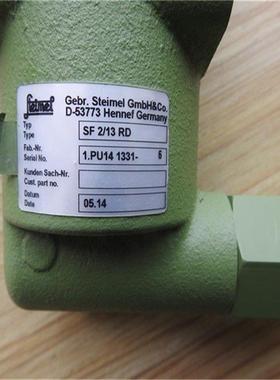 Steimel
Gebr. Steimel GmbH&Co.
D-53773 Hennef Germany
Typ
Type
SF 2/13 RD
Fab.-Nr.
Serial No.
1.PU14 1331- 5
Kunden Sach-Nr.
Cust. part no.
Datum
Date
05.14